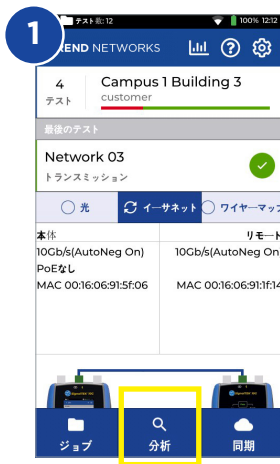 1
テスト数: 12
100% 12:12
END NETWORKS
4
テスト
Campus 1 Building 3
customer
最後のテスト
Network 03
トランスミッション
光
イーサネット
ワイヤーマップ
本体
リモート
10Gb/s(AutoNeg On)
10Gb/s(AutoNeg On
PoEなし
MAC 00:16:06:91:5f:06
MAC 00:16:06:91:1f:14
ジョブ
分析
同期